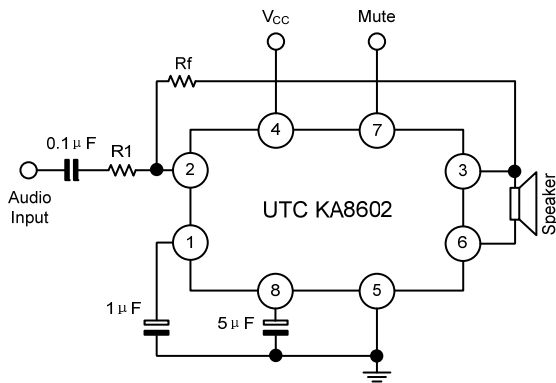 Vcc
Mute
Rf
4
7
0.1μF
R1
2
3
Audio
Input
UTC KA8602
Speaker
1
6
1μF
8
5
5μF